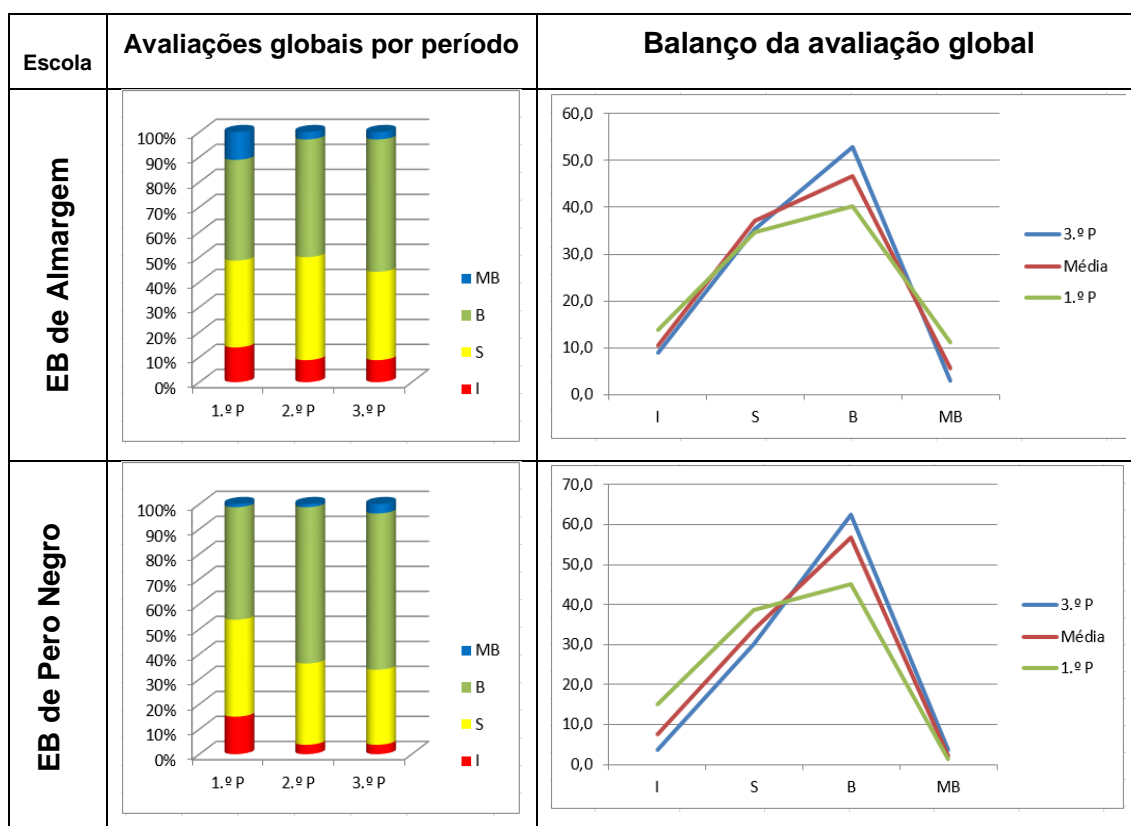 Escola
Avaliações globais por período
Balanço da avaliação global
EB de Almargem
100%
90%
80%
70%
60%
50%
40%
30%
20%
10%
0%
1.º P 2.º P 3.º P
MB
B
S
I
60,0
50,0
40,0
30,0
20,0
10,0
0,0
I S B MB
3.º P
Média
1.º P
EB de Pero Negro
100%
90%
80%
70%
60%
50%
40%
30%
20%
10%
0%
1.º P 2.º P 3.º P
MB
B
S
I
70,0
60,0
50,0
40,0
30,0
20,0
10,0
0,0
I S B MB
3.º P
Média
1.º P